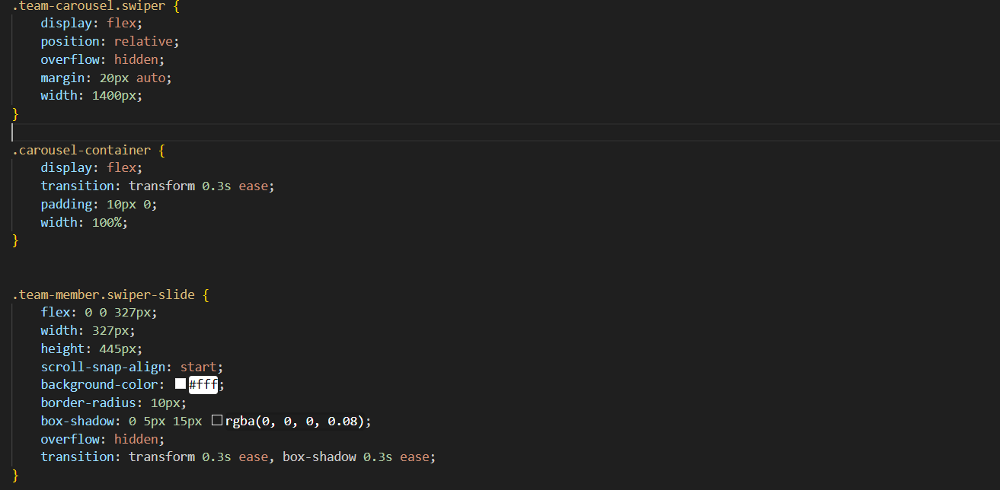 .team-carousel.swiper {
    display: flex;
    position: relative;
    overflow: hidden;
    margin: 20px auto;
    width: 1400px;
}

.carousel-container {
    display: flex;
    transition: transform 0.3s ease;
    padding: 10px 0;
    width: 100%;
}


.team-member.swiper-slide {
    flex: 0 0 327px;
    width: 327px;
    height: 445px;
    scroll-snap-align: start;
    background-color: #fff;
    border-radius: 10px;
    box-shadow: 0 5px 15px rgba(0, 0, 0, 0.08);
    overflow: hidden;
    transition: transform 0.3s ease, box-shadow 0.3s ease;
}